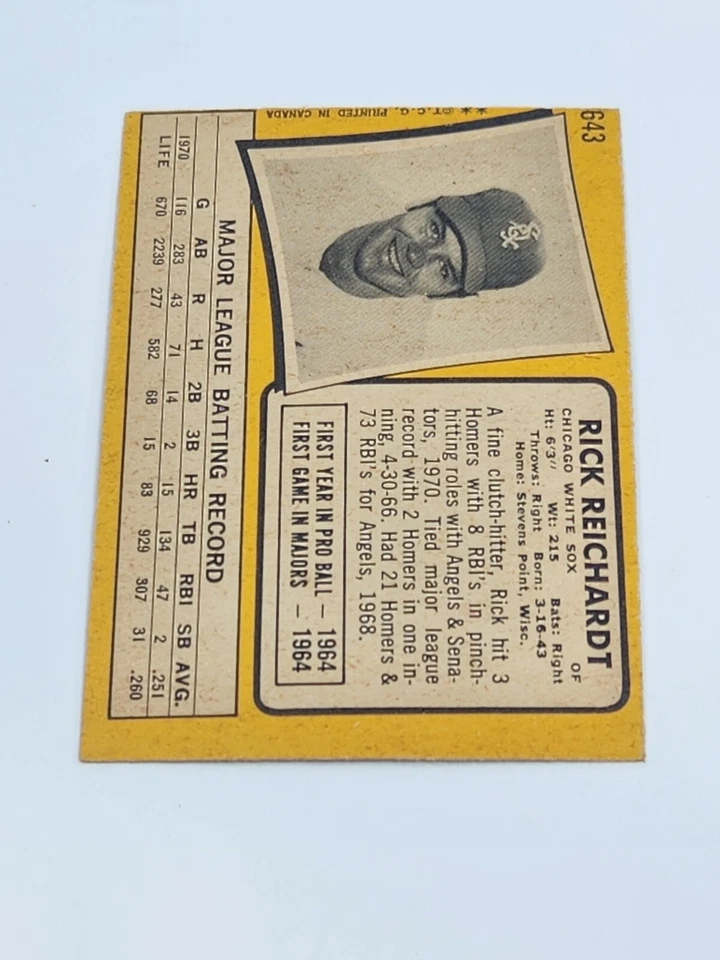 643
**©T.C.G. PRINTED IN CANADA
RICK REICHARDT
CHICAGO WHITE SOX OF
Ht: 6'3" Wt: 215 Bats: Right
Throws: Right Born: 3-16-43
Home: Stevens Point, Wisc.
A fine clutch-hitter, Rick hit 3
Homers with 8 RBI's in pinch-
hitting roles with Angels & Sena-
tors, 1970. Tied major league
record with 2 Homers in one in-
ning, 4-30-66. Had 21 Homers &
73 RBI's for Angels, 1968.
FIRST YEAR IN PRO BALL — 1964
FIRST GAME IN MAJORS — 1964
MAJOR LEAGUE BATTING RECORD
G AB R H 2B 3B HR TB RBI SB AVG.
1970 116 283 43 71 14 2 15 134 47 2 .251
LIFE 670 2239 277 582 68 15 83 929 307 31 .260